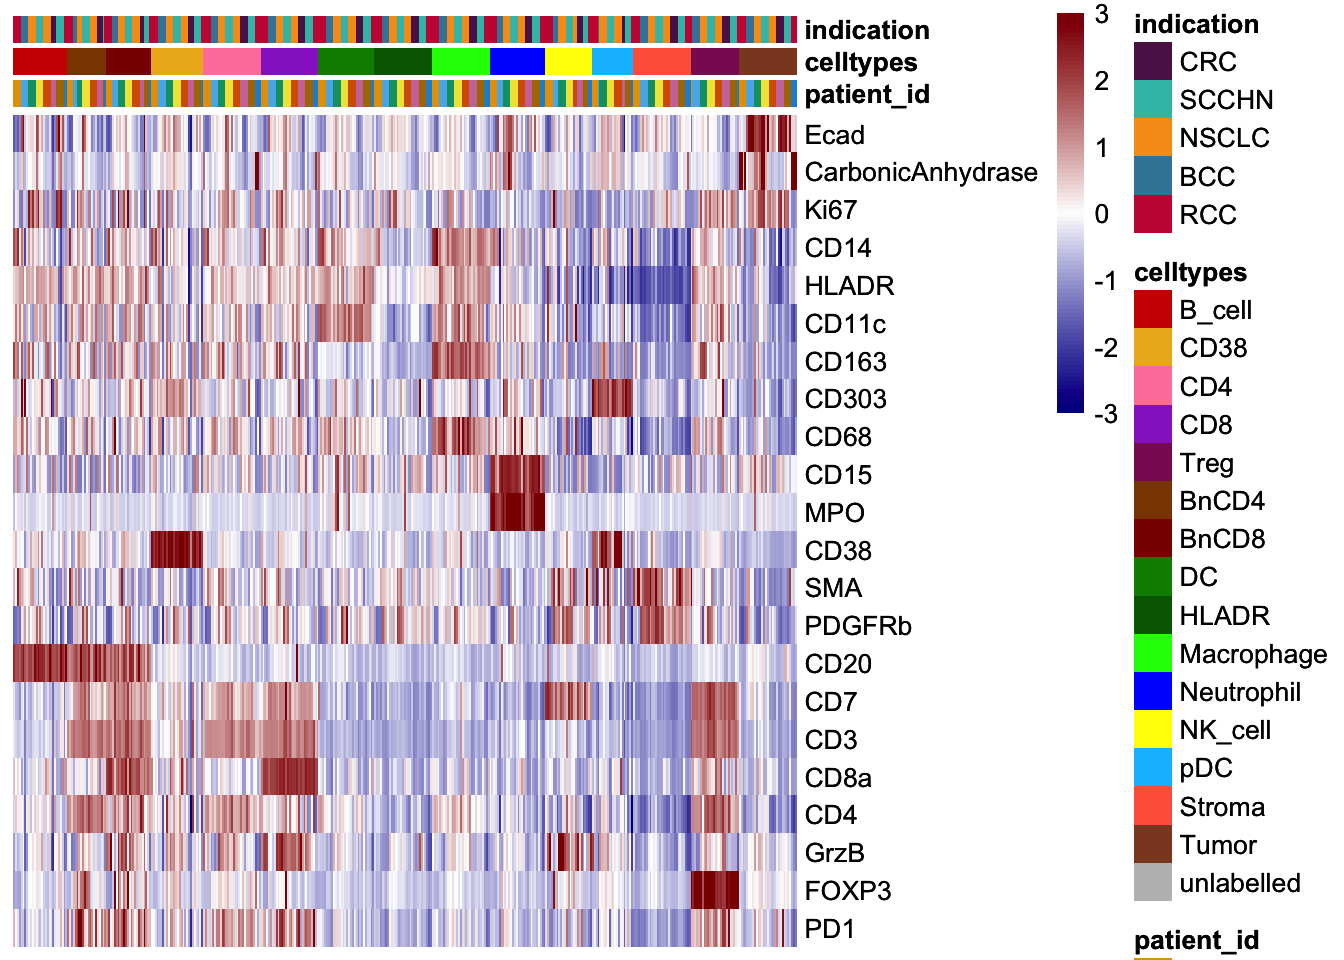 indication
celltypes
patient_id
Ecad
CarbonicAnhydrase
Ki67
CD14
HLADR
CD11c
CD163
CD303
CD68
CD15
MPO
CD38
SMA
PDGFRb
CD20
CD7
CD3
CD8a
CD4
GrzB
FOXP3
PD1
3
2
1
0
-1
-2
-3
indication
CRC
SCCHN
NSCLC
BCC
RCC
celltypes
B_cell
CD38
CD4
CD8
Treg
BnCD4
BnCD8
DC
HLADR
Macrophage
Neutrophil
NK_cell
pDC
Stroma
Tumor
unlabelled
patient_id